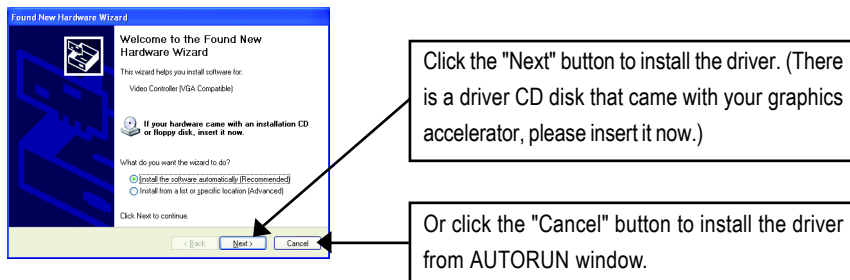 Found New Hardware Wizard
Welcome to the Found New
Hardware Wizard
This wizard helps you install software for:
Video Controller (VGA Compatible)
If your hardware came with an installation CD
or floppy disk, insert it now.
What do you want the wizard to do?
Install the software automatically (Recommended)
Install from a list or specific location (Advanced)
Click Next to continue.
< Back
Next >
Cancel
Click the "Next" button to install the driver. (There
is a driver CD disk that came with your graphics
accelerator, please insert it now.)
Or click the "Cancel" button to install the driver
from AUTORUN window.